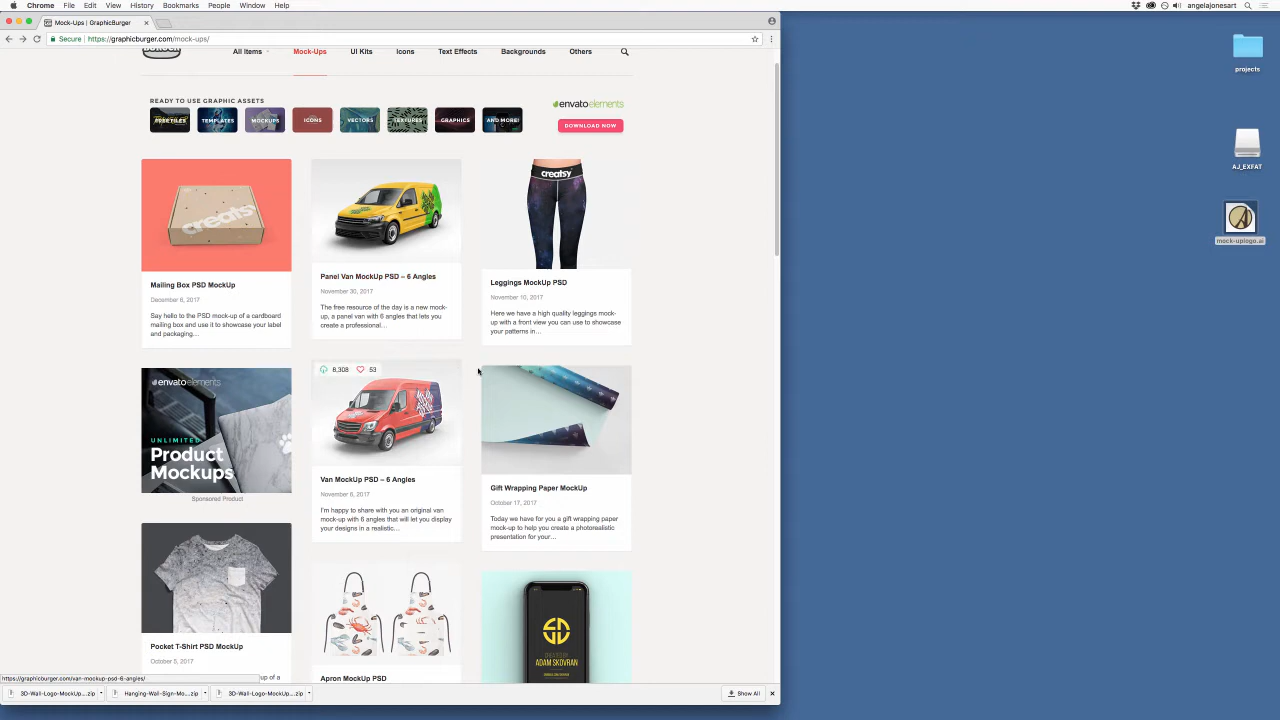 Chrome File Edit View History Bookmarks People Window Help angelajonesart
Mock-Ups | GraphicBurger
Secure https://graphicburger.com/mock-ups/
All Items Mock-Ups UI Kits Icons Text Effects Backgrounds Others
READY TO USE GRAPHIC ASSETS
envatoelements
TEMPLATES MOCKUPS ICONS VECTORS TEXTURES GRAPHICS AND MORE!
DOWNLOAD NOW
creatsy
creatsy
Mailing Box PSD MockUp
December 6, 2017
Say hello to the PSD mock-up of a cardboard
mailing box and use it to showcase your label
and packaging…
Panel Van MockUp PSD – 6 Angles
November 30, 2017
The free resource of the day is a new mock-
up, a panel van with 6 angles that lets you
create a professional…
Leggings MockUp PSD
November 10, 2017
Here we have a high quality leggings mock-
up with a front view you can use to showcase
your patterns in…
envatoelements
UNLIMITED
Product
Mockups
Sponsored Product
8,308 53
Van MockUp PSD – 6 Angles
November 8, 2017
I'm happy to share with you an original van
mock-up with 6 angles that will let you display
your designs in a realistic…
Gift Wrapping Paper MockUp
October 17, 2017
Today we have for you a gift wrapping paper
mock-up to help you create a photorealistic
presentation for your…
Pocket T-Shirt PSD MockUp
October 5, 2017
up of a
Apron MockUp PSD
CREATED BY
ADAM SKOVRAN
https://graphicburger.com/van-mockup-psd-6-angles/
3D-Wall-Logo-MockUp....zip Hanging-Wall-Sign-Mo....zip 3D-Wall-Logo-MockUp....zip Show All
projects
AJ_EXFAT
mock-uplogo.ai